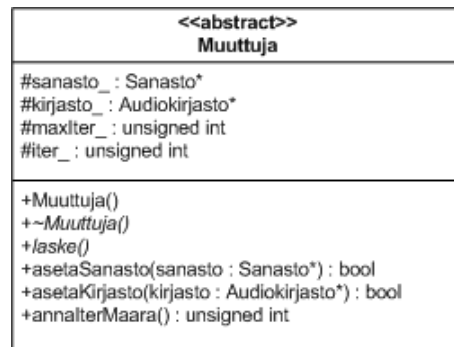 <<abstract>>
Muuttuja
#sanasto_ : Sanasto*
#kirjasto_ : Audiokirjasto*
#maxIter_ : unsigned int
#iter_ : unsigned int
+Muuttuja()
+~Muuttuja()
+laske()
+asetaSanasto(sanasto : Sanasto*) : bool
+asetaKirjasto(kirjasto : Audiokirjasto*) : bool
+annaIterMaara() : unsigned int